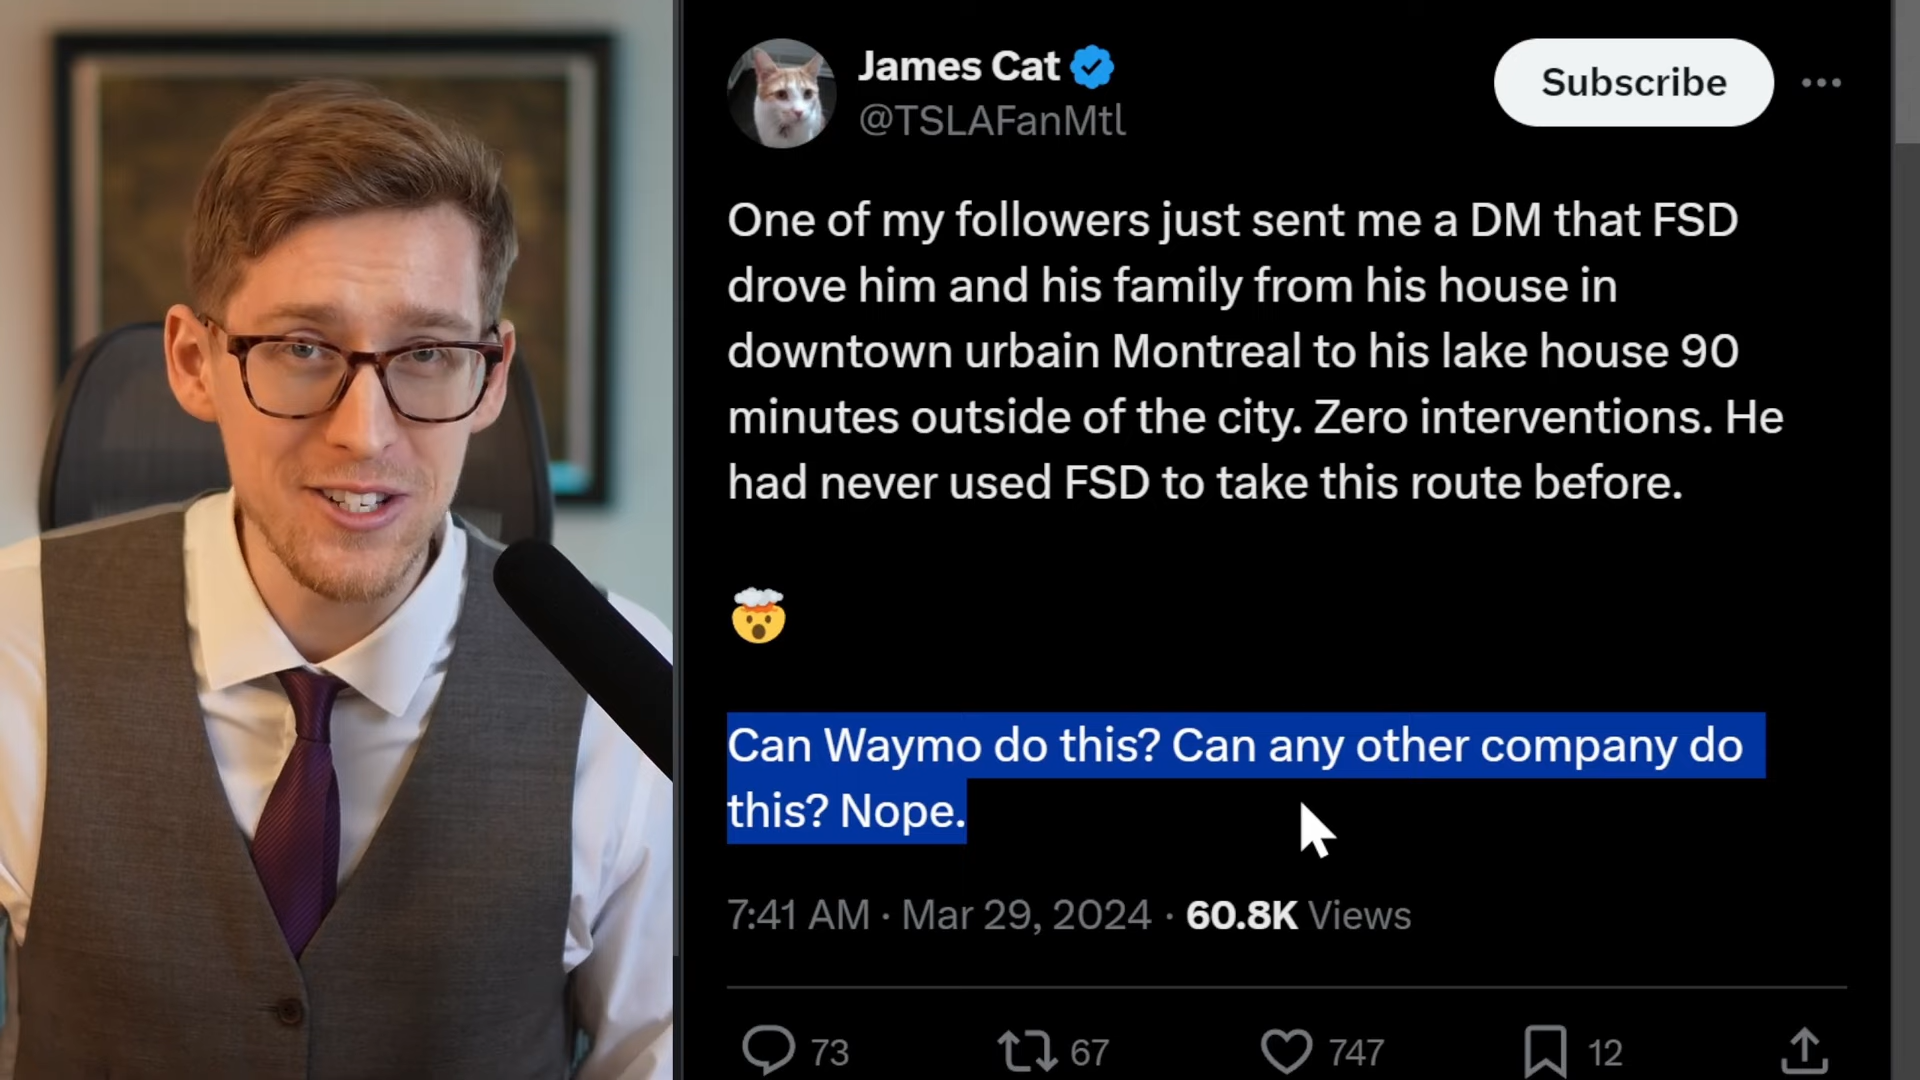 James Cat
@TSLAFanMtl
Subscribe
One of my followers just sent me a DM that FSD
drove him and his family from his house in
downtown urbain Montreal to his lake house 90
minutes outside of the city. Zero interventions. He
had never used FSD to take this route before.
🤯
Can Waymo do this? Can any other company do
this? Nope.
7:41 AM · Mar 29, 2024 · 60.8K Views
73 67 747 12